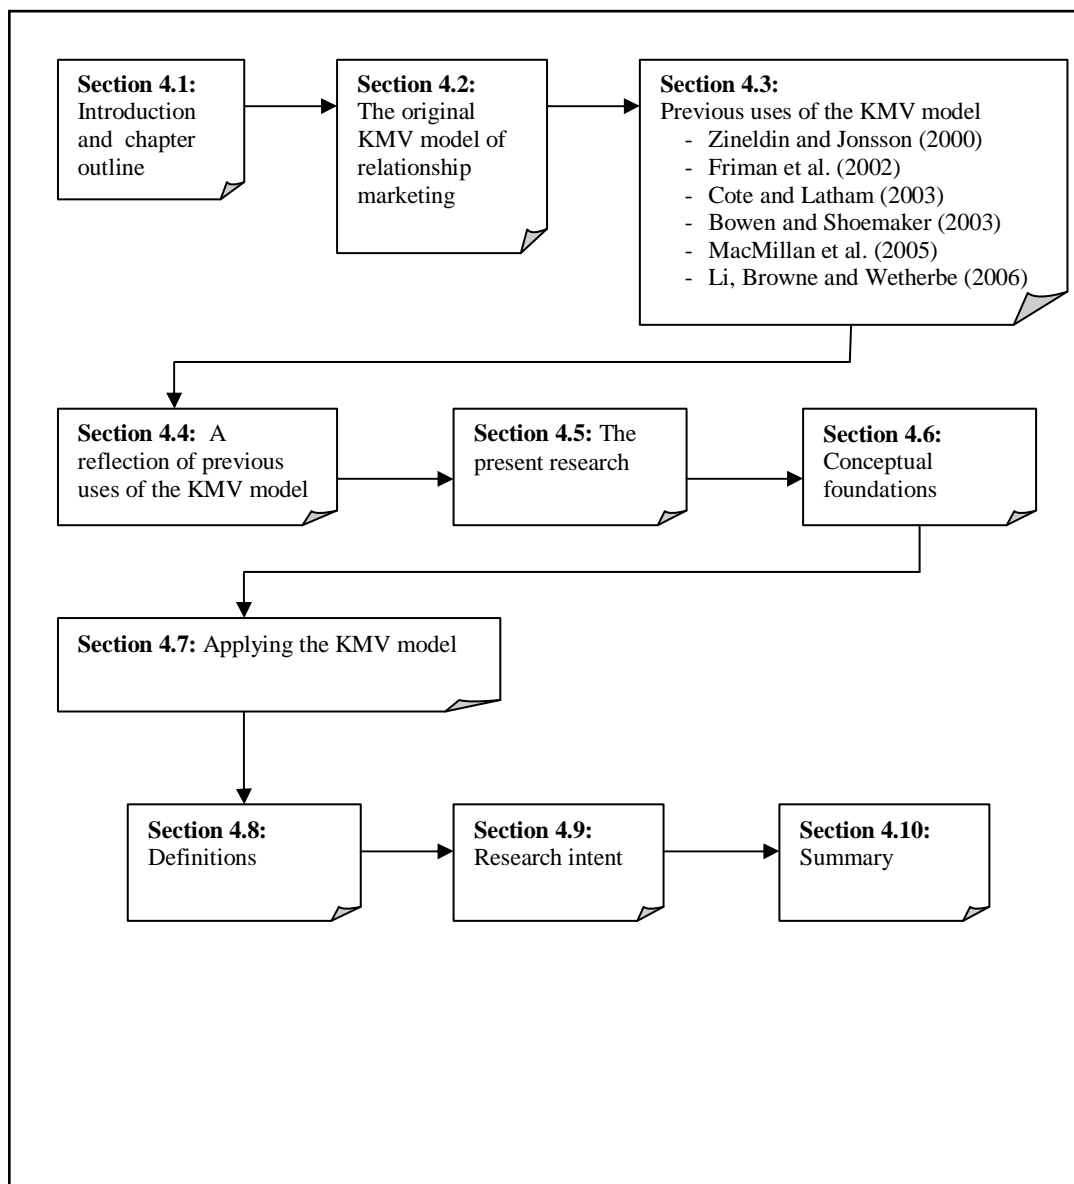 Section 4.1:
Introduction
and chapter
outline
Section 4.2:
The original
KMV model of
relationship
marketing
Section 4.3:
Previous uses of the KMV model
- Zineldin and Jonsson (2000)
- Friman et al. (2002)
- Cote and Latham (2003)
- Bowen and Shoemaker (2003)
- MacMillan et al. (2005)
- Li, Browne and Wetherbe (2006)
Section 4.4: A
reflection of previous
uses of the KMV model
Section 4.5: The
present research
Section 4.6:
Conceptual
foundations
Section 4.7: Applying the KMV model
Section 4.8:
Definitions
Section 4.9:
Research intent
Section 4.10:
Summary